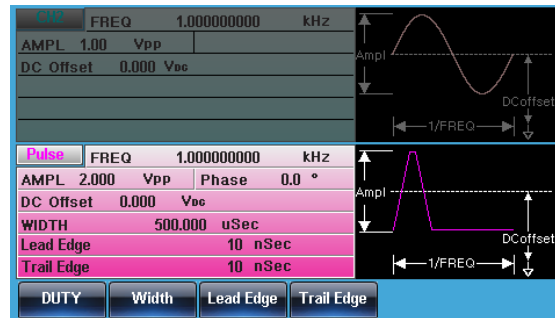 CH2 FREQ 1.000000000 kHz
AMPL 1.00 Vpp
DC Offset 0.000 VDC
Ampl
DCoffset
1/FREQ
Pulse FREQ 1.000000000 kHz
AMPL 2.000 Vpp Phase 0.0 °
DC Offset 0.000 VDC
WIDTH 500.000 uSec
Lead Edge 10 nSec
Trail Edge 10 nSec
Ampl
DCoffset
1/FREQ
DUTY Width Lead Edge Trail Edge